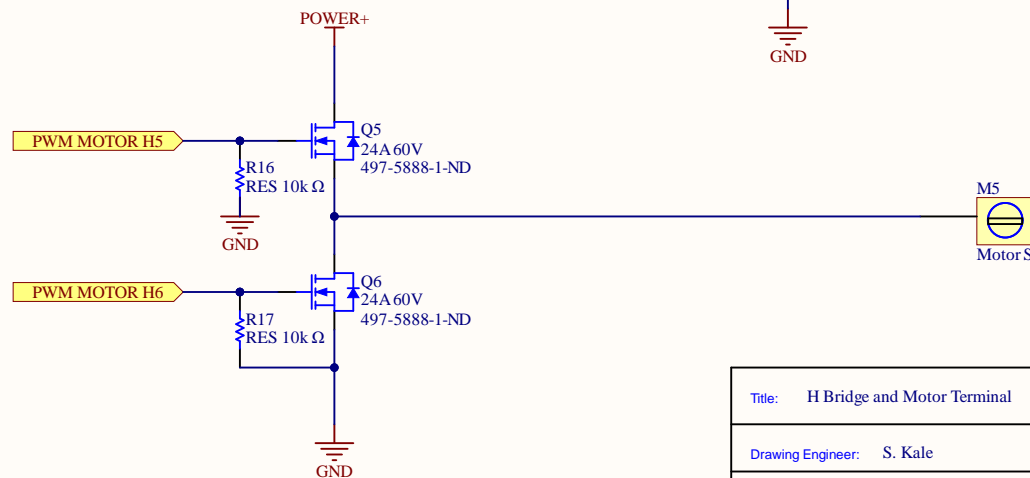 POWER+
GND
PWM MOTOR H5
Q5
24A 60V
497-5888-1-ND
R16
RES 10k Ω
GND
M5
Motor S
PWM MOTOR H6
Q6
24A 60V
497-5888-1-ND
R17
RES 10k Ω
GND
Title: H Bridge and Motor Terminal
Drawing Engineer: S. Kale